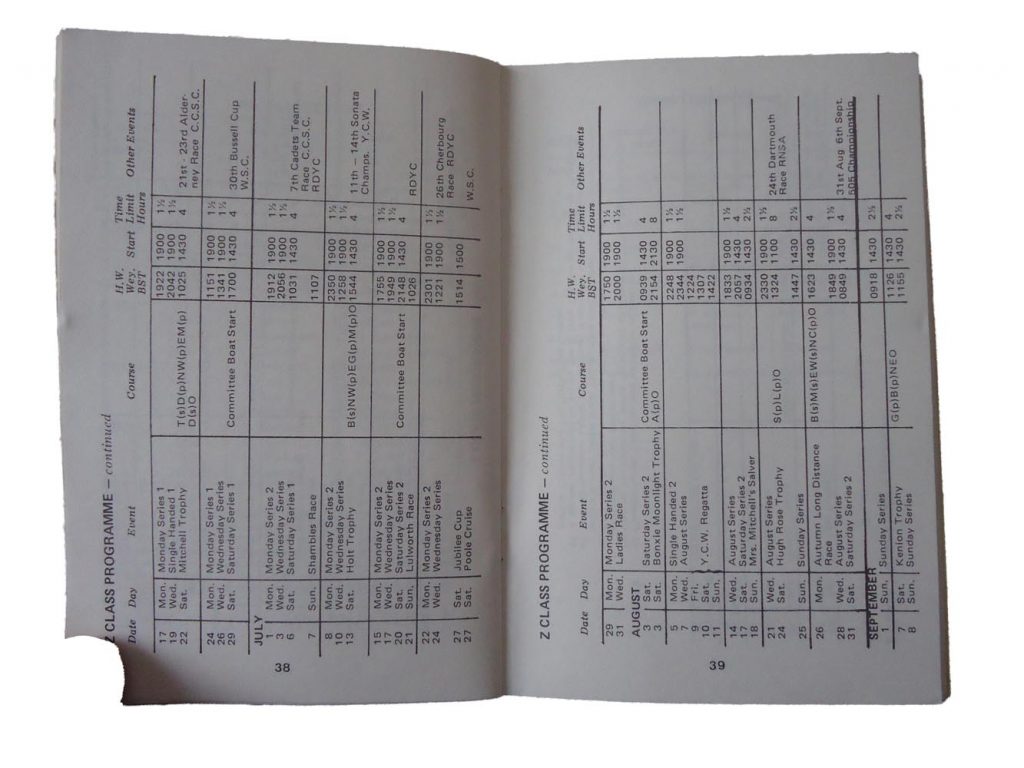 Z CLASS PROGRAMME — continued
Date Day Event Course H.W. Wey. BST Start Time Limit Hours Other Events
17 Mon. Monday Series 1 1922 1900 1½
19 Wed. Single Handed 1 2042 1900 1½
22 Sat. Mitchell Trophy T(s)D(p)NW(p)EM(p) 1025 1430 4 21st - 23rd Alder-
D(s)O ney Race C.C.S.C.
24 Mon. Monday Series 1 1151 1900 1½
26 Wed. Wednesday Series 1341 1900 1½
29 Sat. Saturday Series 1 Committee Boat Start 1700 1430 4 30th Bussell Cup
W.S.C.
JULY
1 Mon. Monday Series 2 1912 1900 1½
3 Wed. Wednesday Series 2056 1900 1½
6 Sat. Saturday Series 1 1031 1430 4 7th Cadets Team
Race C.C.S.C.
7 Sun. Shambles Race 1107 RDYC
8 Mon. Monday Series 2 2350 1900 1½
10 Wed. Wednesday Series 1258 1900 1½
13 Sat. Holt Trophy B(s)NW(p)EG(p)M(p)O 1544 1430 4 11th — 14th Sonata
Champs. Y.C.W.
15 Mon. Monday Series 2 1755 1900 1½
17 Wed. Wednesday Series 1949 1900 1½
20 Sat. Saturday Series 2 Committee Boat Start 2148 1430 4
21 Sun. Lulworth Race 1026 RDYC
22 Mon. Monday Series 2 2301 1900 1½
24 Wed. Wednesday Series 1221 1900 1½ 26th Cherbourg
Race RDYC
27 Sat. Jubilee Cup 1514 1500
27 Sat. Poole Cruise W.S.C.
38
Z CLASS PROGRAMME — continued
Date Day Event Course H.W. Wey. BST Start Time Limit Hours Other Events
29 Mon. Monday Series 2 1750 1900 1½
31 Wed. Ladies Race 2000 1900 1½
AUGUST
3 Sat. Saturday Series 2 Committee Boat Start 0939 1430 4
3 Sat. Bonxie Moonlight Trophy A(p)O 2154 2130 8
5 Mon. Single Handed 2 2248 1900 1½
7 Wed. August Series 2344 1900 1½
9 Fri. 1224
10 Sat. Y.C.W. Regatta 1307
11 Sun. 1422
14 Wed. August Series 1833 1900 1½
17 Sat. Saturday Series 2 2057 1430 4
18 Sun. Mrs. Mitchell's Salver 0934 1430 2½
21 Wed. August Series 2330 1900 1½
24 Sat. Hugh Rose Trophy S(p)L(p)O 1324 1100 8 24th Dartmouth
Race RNSA
25 Sun. Sunday Series 1447 1430 2½
26 Mon. Autumn Long Distance B(s)M(s)EW(s)NC(p)O 1623 1430 4
Race
28 Wed. August Series 1849 1900 1½
31 Sat. Saturday Series 2 0849 1430 4 31st Aug 6th Sept.
505 Championship
SEPTEMBER
1 Sun. Sunday Series 0918 1430 2½
7 Sat. Kenion Trophy G(p)B(p)NEO 1126 1430 4
8 Sun. Sunday Series 1155 1430 2½
39